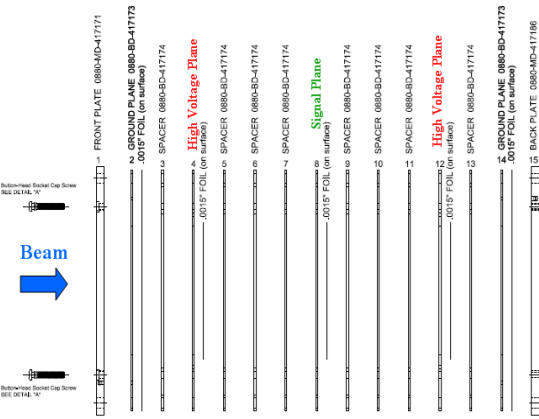 FRONT PLATE 0880-MD-417171
GROUND PLANE 0880-BD-417173
.0015" FOIL (on surface)
SPACER 0880-BD-417174
High Voltage Plane
.0015" FOIL (on surface)
SPACER 0880-BD-417174
SPACER 0880-BD-417174
SPACER 0880-BD-417174
Signal Plane
.0015" FOIL (on surface)
SPACER 0880-BD-417174
SPACER 0880-BD-417174
SPACER 0880-BD-417174
High Voltage Plane
.0015" FOIL (on surface)
SPACER 0880-BD-417174
GROUND PLANE 0880-BD-417173
.0015" FOIL (on surface)
BACK PLATE 0880-MD-417186
1 2 3 4 5 6 7 8 9 10 11 12 13 14 15
Button-Head Socket Cap Screw
SEE DETAIL "A"
Beam
Button-Head Socket Cap Screw
SEE DETAIL "A"